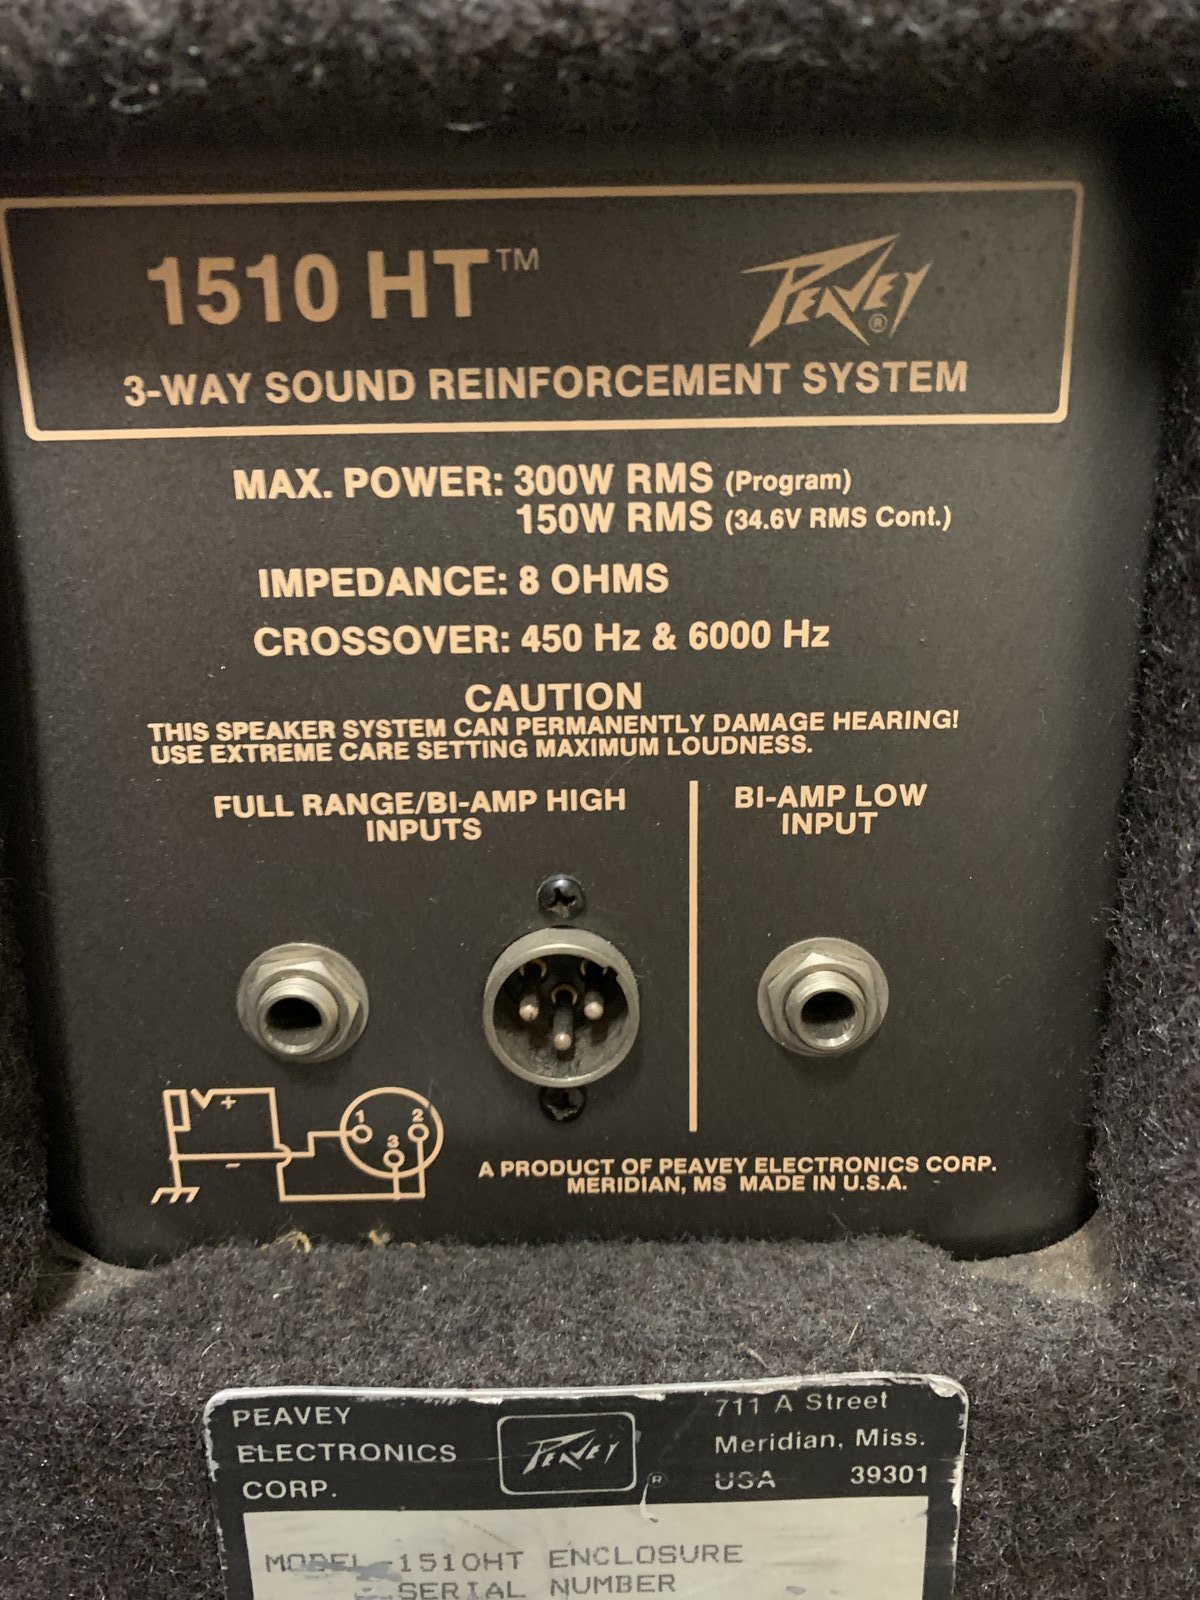 1510 HT™
PEAVEY®
3-WAY SOUND REINFORCEMENT SYSTEM
MAX. POWER: 300W RMS (Program)
150W RMS (34.6V RMS Cont.)
IMPEDANCE: 8 OHMS
CROSSOVER: 450 Hz & 6000 Hz
CAUTION
THIS SPEAKER SYSTEM CAN PERMANENTLY DAMAGE HEARING!
USE EXTREME CARE SETTING MAXIMUM LOUDNESS.
FULL RANGE/BI-AMP HIGH
INPUTS
BI-AMP LOW
INPUT
+
-
1 2
3
A PRODUCT OF PEAVEY ELECTRONICS CORP.
MERIDIAN, MS MADE IN U.S.A.
PEAVEY
ELECTRONICS
CORP.
PEAVEY®
711 A Street
Meridian, Miss.
USA 39301
MODEL-1510HT ENCLOSURE
SERIAL NUMBER